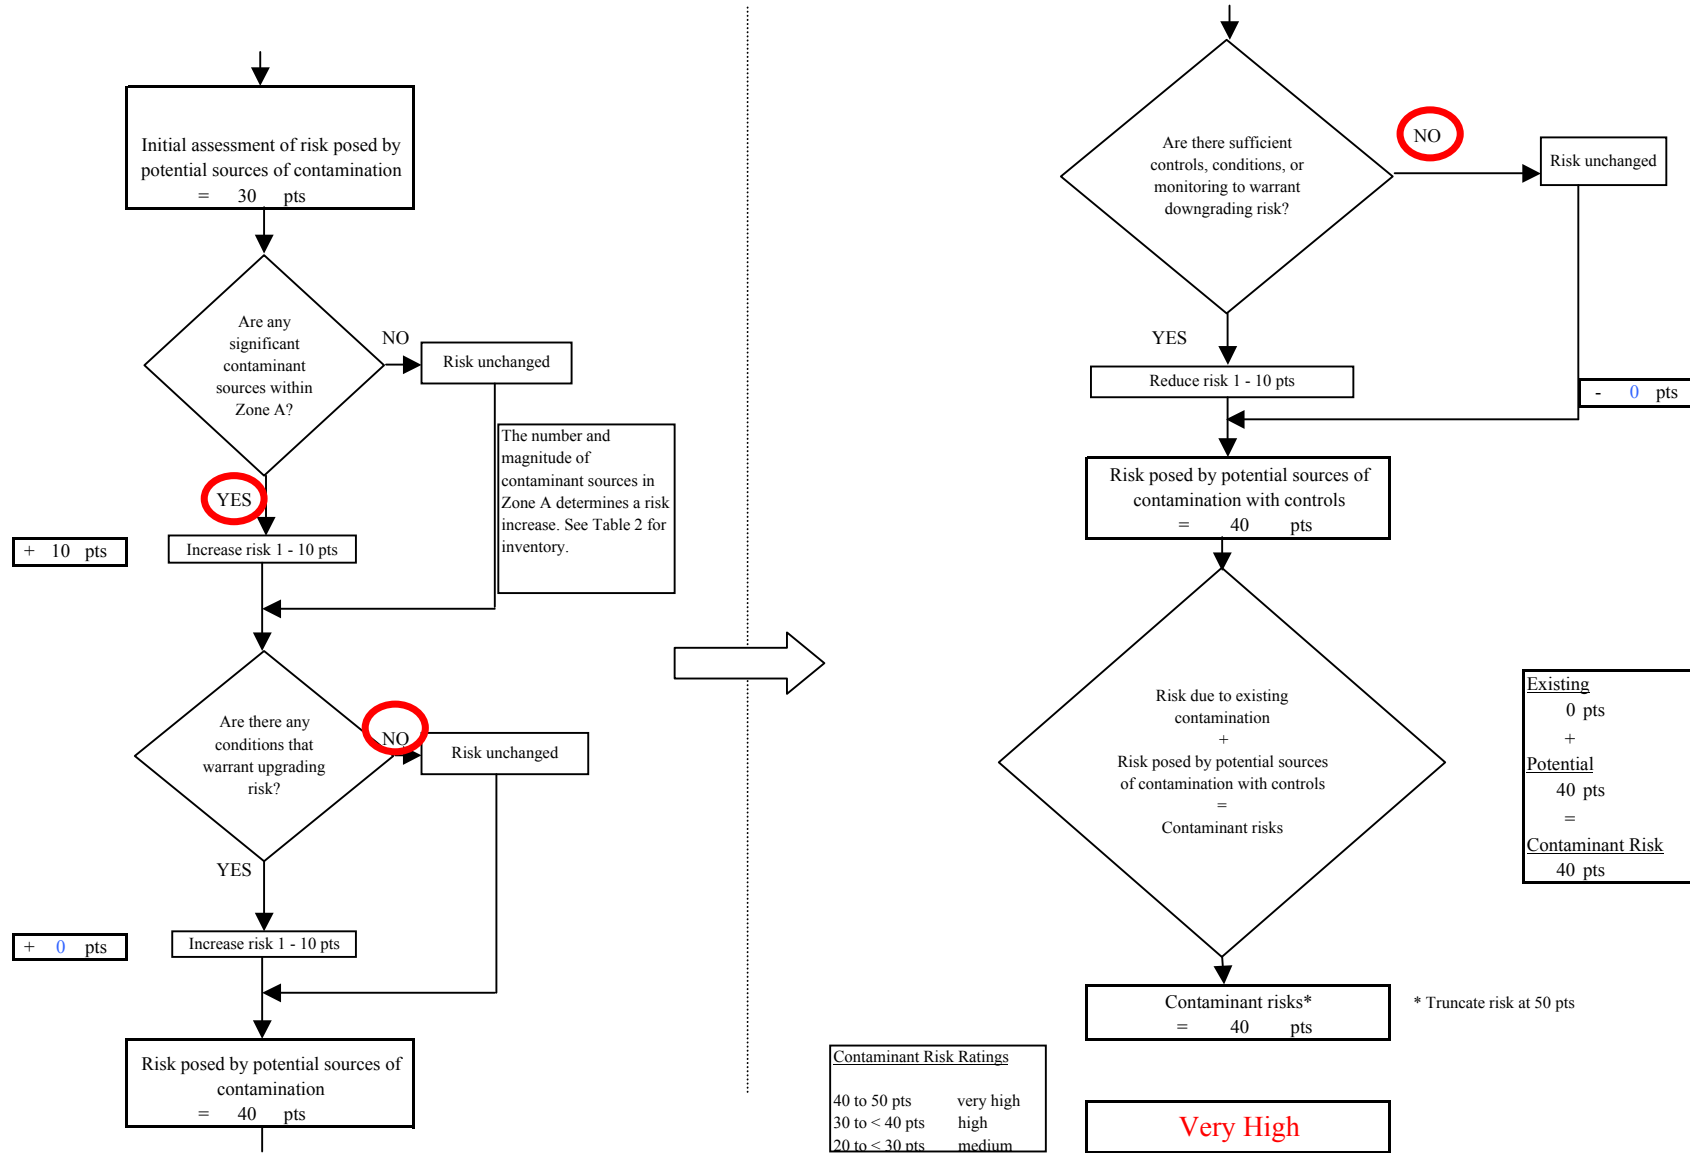 Initial assessment of risk posed by
potential sources of contamination
= 30 pts
Are any
significant
contaminant
sources within
Zone A?
NO
Risk unchanged
The number and
magnitude of
contaminant sources in
Zone A determines a risk
increase. See Table 2 for
inventory.
YES
+ 10 pts
Increase risk 1 - 10 pts
Are there any
conditions that
warrant upgrading
risk?
NO
Risk unchanged
YES
+ 0 pts
Increase risk 1 - 10 pts
Risk posed by potential sources of
contamination
= 40 pts
Are there sufficient
controls, conditions, or
monitoring to warrant
downgrading risk?
NO
Risk unchanged
YES
Reduce risk 1 - 10 pts
- 0 pts
Risk posed by potential sources of
contamination with controls
= 40 pts
Risk due to existing
contamination
+
Risk posed by potential sources
of contamination with controls
=
Contaminant risks
Existing
0 pts
+
Potential
40 pts
=
Contaminant Risk
40 pts
Contaminant risks*
= 40 pts
* Truncate risk at 50 pts
Contaminant Risk Ratings
40 to 50 pts very high
30 to < 40 pts high
20 to < 30 pts medium
Very High